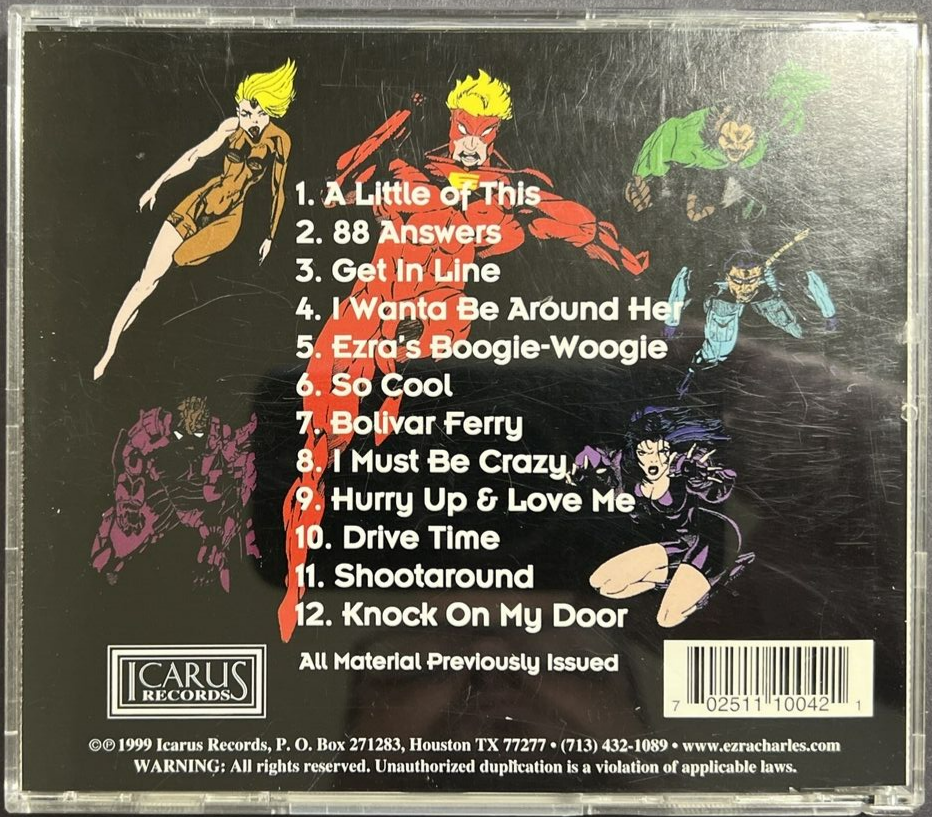 1. A Little of This
2. 88 Answers
3. Get In Line
4. I Wanta Be Around Her
5. Ezra's Boogie-Woogie
6. So Cool
7. Bolivar Ferry
8. I Must Be Crazy
9. Hurry Up & Love Me
10. Drive Time
11. Shootaround
12. Knock On My Door
All Material Previously Issued
ICARUS
RECORDS
7 02511 10042 1
©℗ 1999 Icarus Records, P. O. Box 271283, Houston TX 77277 • (713) 432-1089 • www.ezracharles.com
WARNING: All rights reserved. Unauthorized duplication is a violation of applicable laws.